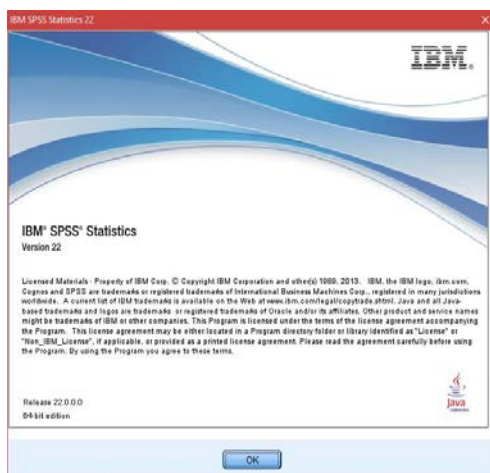 IBM SPSS Statistics 22
IBM.
IBM® SPSS® Statistics
Version 22
Licensed Materials - Property of IBM Corp. © Copyright IBM Corporation and other(s) 1989, 2013. IBM, the IBM logo, ibm.com,
Cognos and SPSS are trademarks or registered trademarks of International Business Machines Corp., registered in many jurisdictions
worldwide. A current list of IBM trademarks is available on the Web at www.ibm.com/legal/copytrade.shtml. Java and all Java-
based trademarks and logos are trademarks or registered trademarks of Oracle and/or its affiliates. Other product and service names
might be trademarks of IBM or other companies. This Program is licensed under the terms of the license agreement accompanying
the Program. This license agreement may be either located in a Program directory folder or library identified as "License" or
"Non_IBM_License", if applicable, or provided as a printed license agreement. Please read the agreement carefully before using
the Program. By using the Program you agree to these terms.
Release 22.0.0.0
64-bit edition
Java
OK